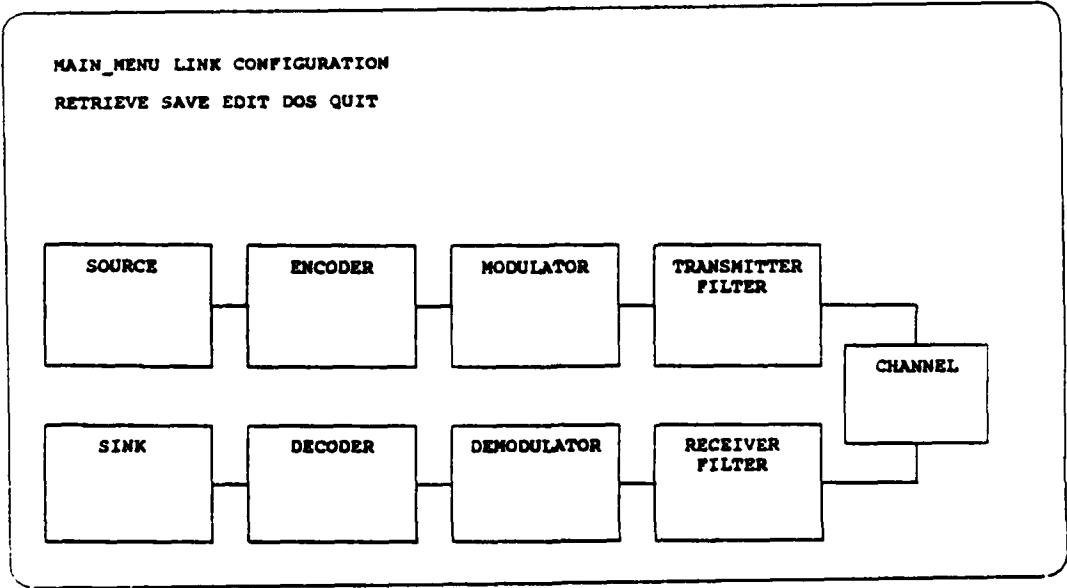 MAIN_MENU LINK CONFIGURATION
RETRIEVE SAVE EDIT DOS QUIT
SOURCE
ENCODER
MODULATOR
TRANSMITTER
FILTER
CHANNEL
SINK
DECODER
DEMODULATOR
RECEIVER
FILTER